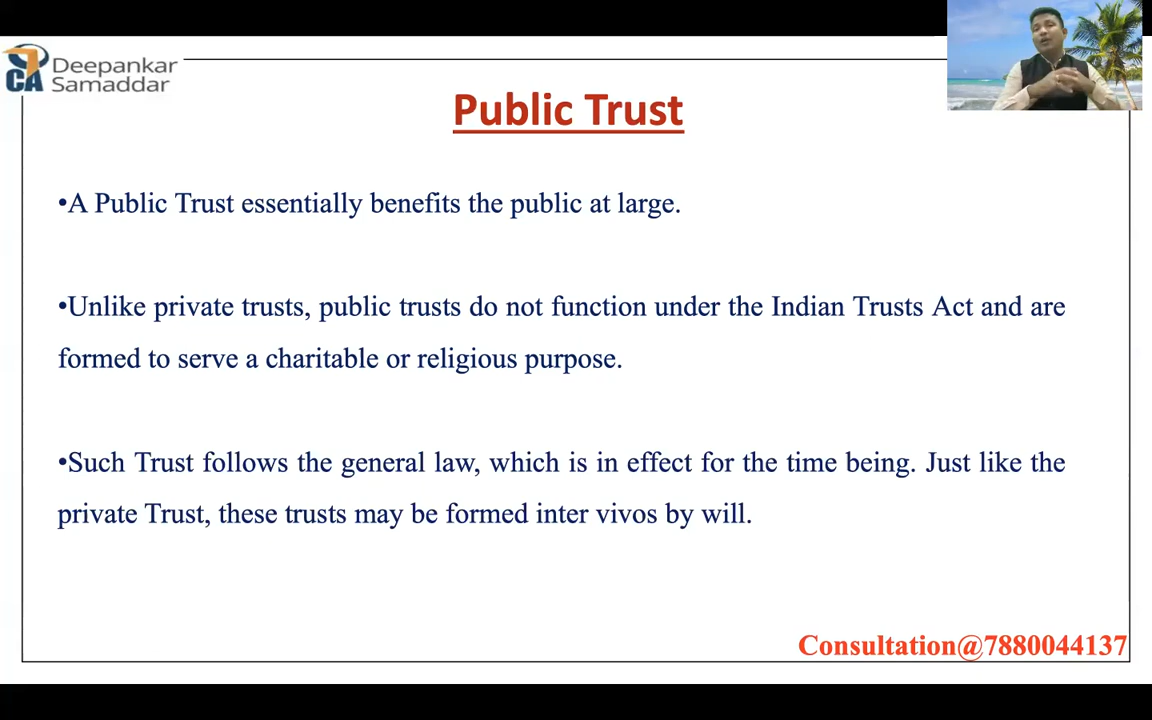 CA Deepankar
Samaddar
Public Trust
•A Public Trust essentially benefits the public at large.
•Unlike private trusts, public trusts do not function under the Indian Trusts Act and are
formed to serve a charitable or religious purpose.
•Such Trust follows the general law, which is in effect for the time being. Just like the
private Trust, these trusts may be formed inter vivos by will.
Consultation@7880044137